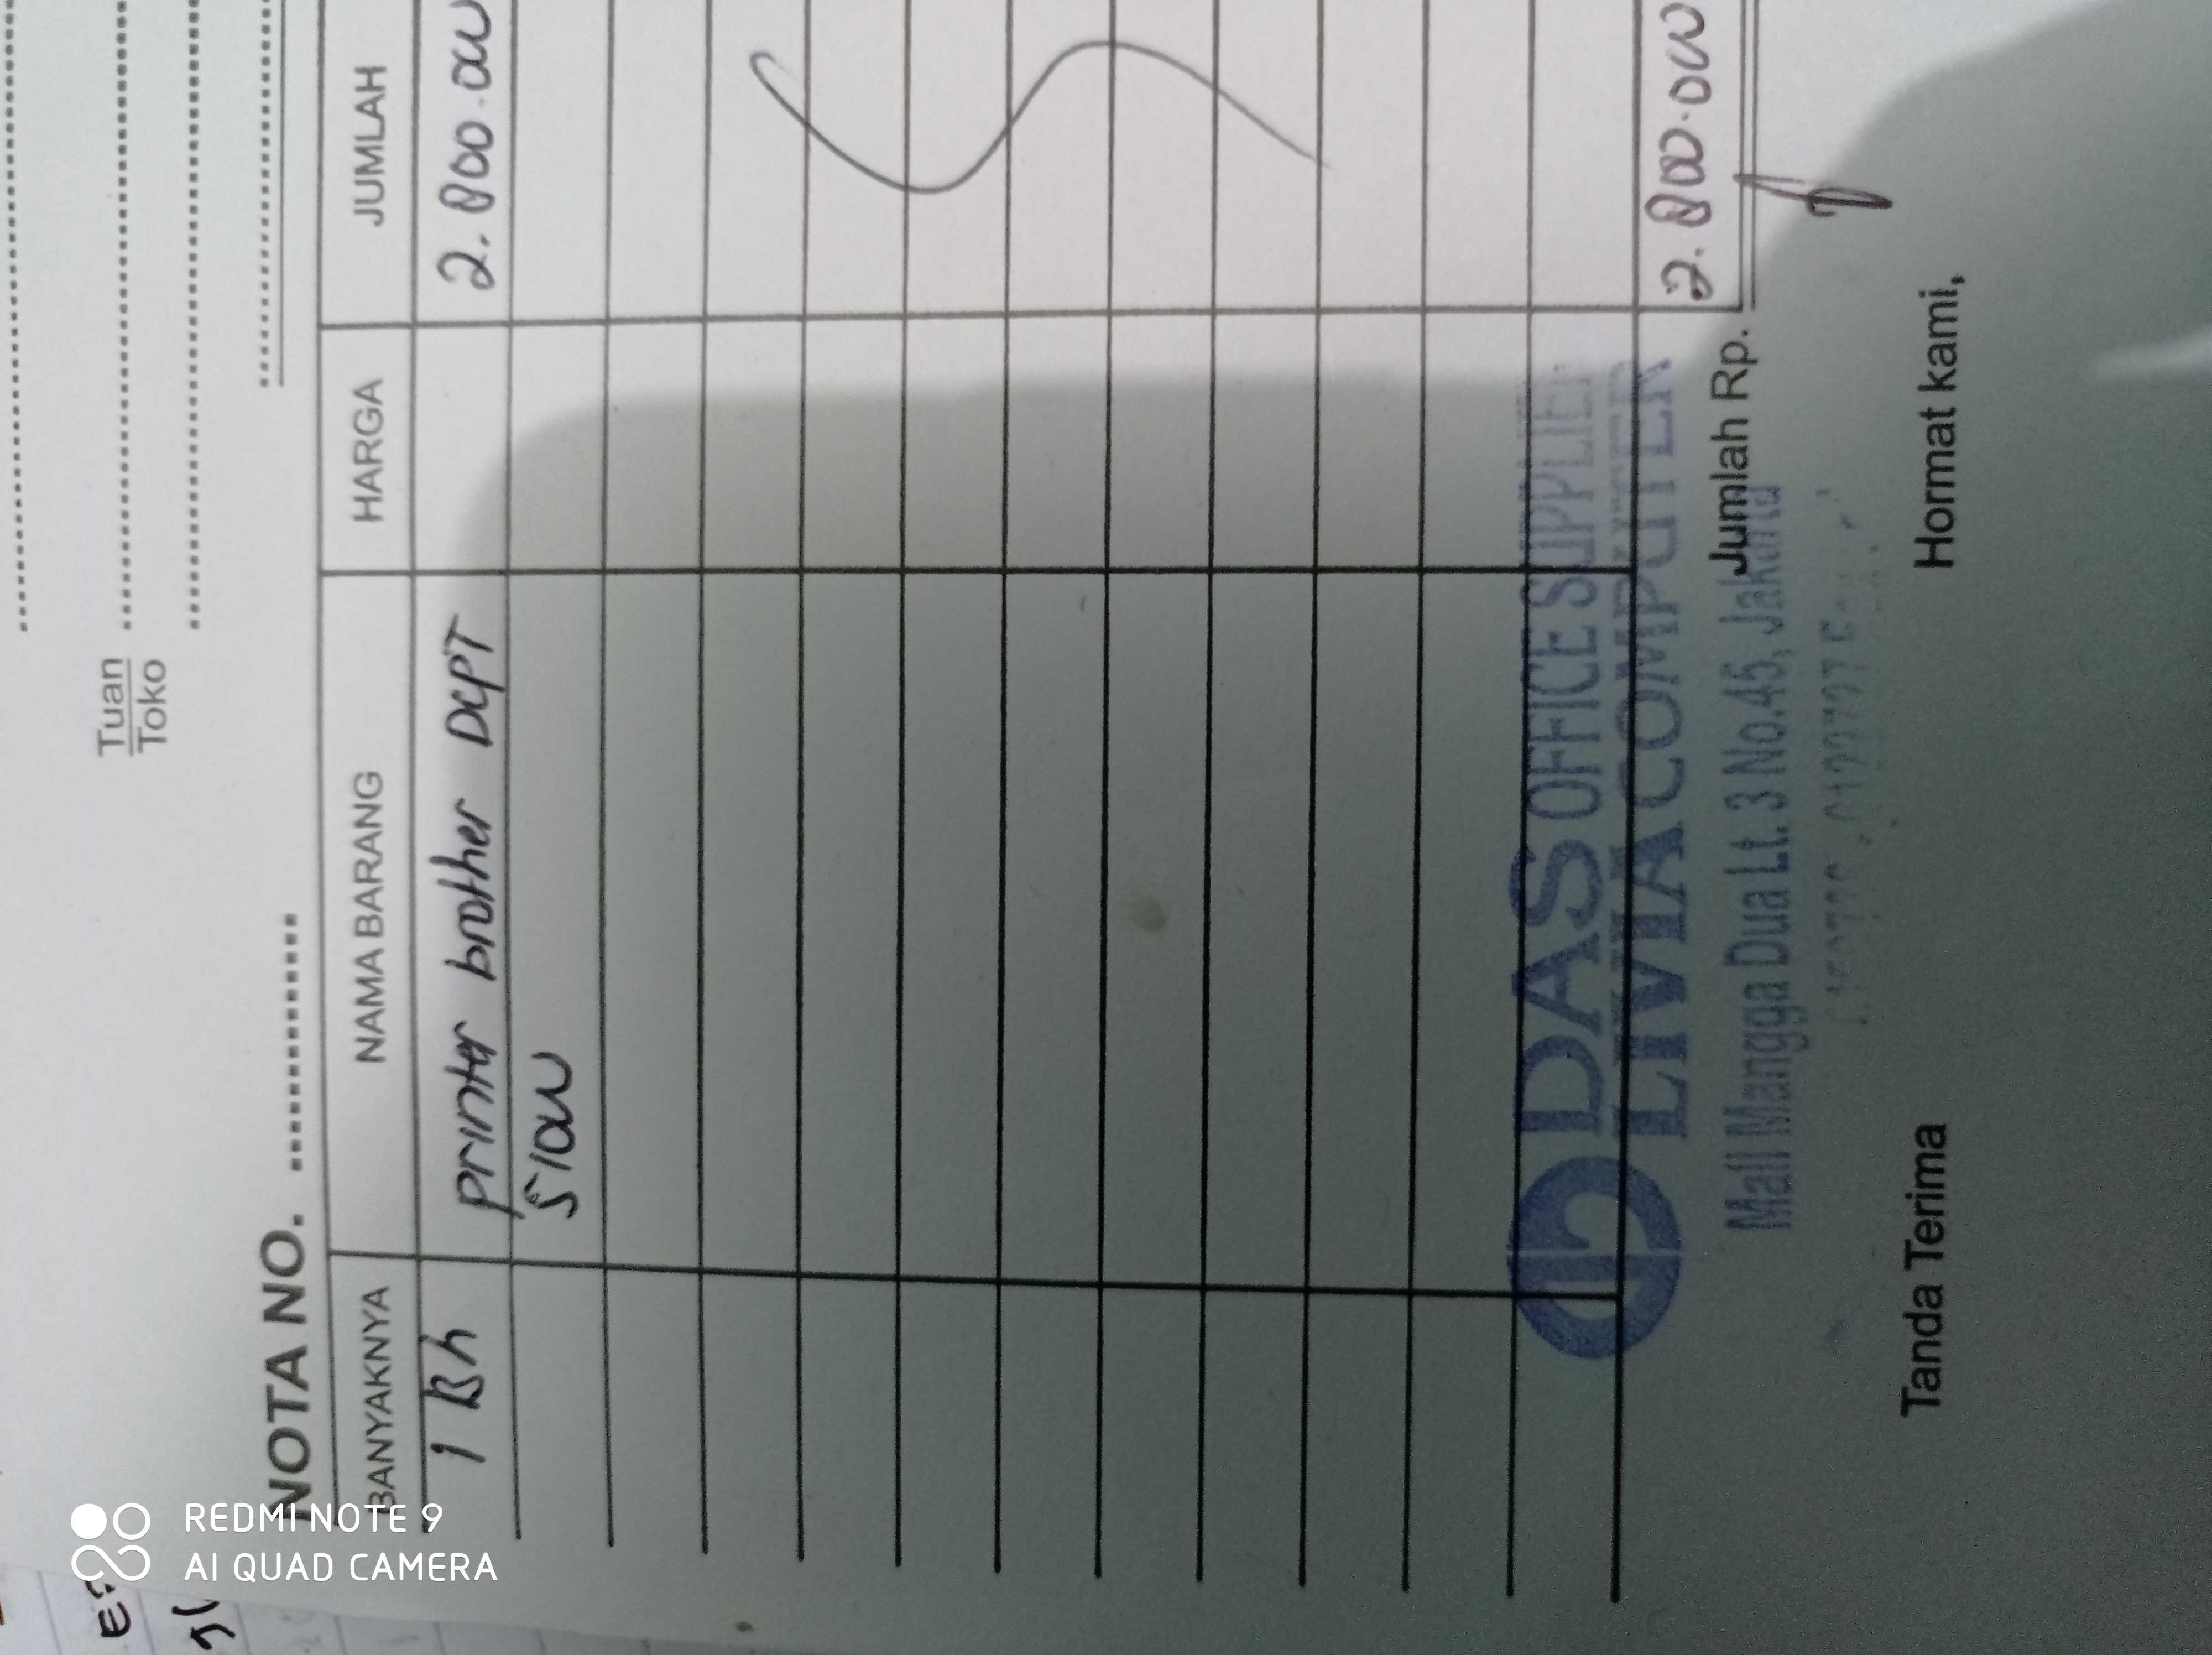 Tuan
Toko
NOTA NO.
BANYAKNYA NAMA BARANG HARGA JUMLAH
1 Bh printer brother DCPT 2.800.000
510W
DAS OFFICE SUPPLIER
LIVIA COMPUTER
Mall Mangga Dua Lt. 3 No.45, Jakarta
Jumlah Rp. 2.800.000
Tanda Terima Hormat kami,
REDMI NOTE 9
AI QUAD CAMERA